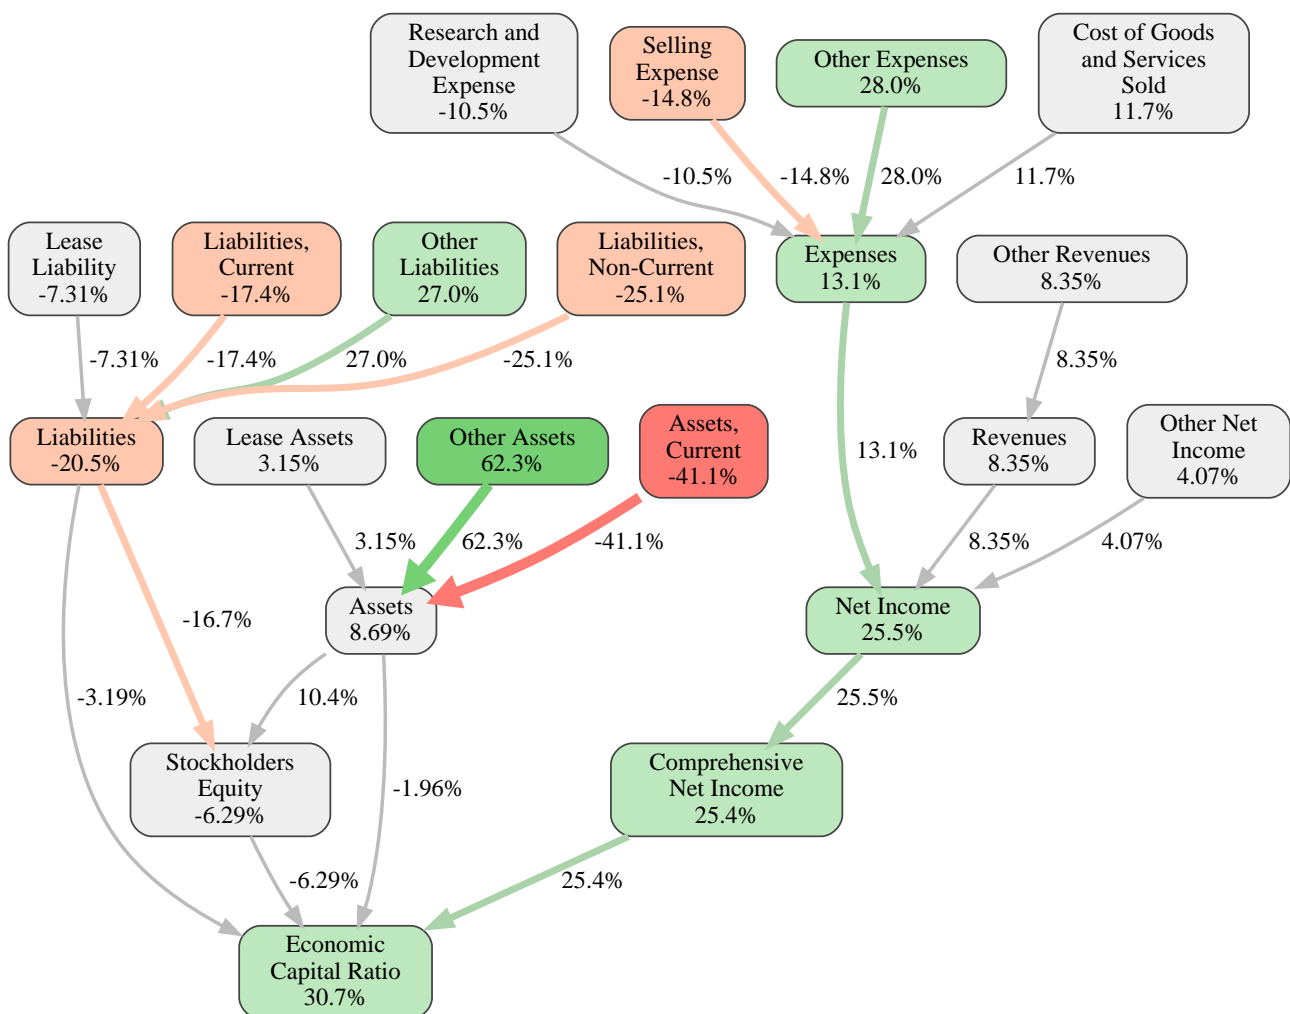 Research and
Development
Expense
-10.5%
Selling
Expense
-14.8%
Other Expenses
28.0%
Cost of Goods
and Services
Sold
11.7%
-10.5%
-14.8%
28.0%
11.7%
Lease
Liability
-7.31%
Liabilities,
Current
-17.4%
Other
Liabilities
27.0%
Liabilities,
Non-Current
-25.1%
Expenses
13.1%
Other Revenues
8.35%
-7.31%
-17.4%
27.0%
-25.1%
8.35%
Liabilities
-20.5%
Lease Assets
3.15%
Other Assets
62.3%
Assets,
Current
-41.1%
13.1%
Revenues
8.35%
Other Net
Income
4.07%
3.15%
62.3%
-41.1%
8.35%
4.07%
Assets
8.69%
Net Income
25.5%
-16.7%
-3.19%
10.4%
25.5%
Stockholders
Equity
-6.29%
-1.96%
Comprehensive
Net Income
25.4%
-6.29%
25.4%
Economic
Capital Ratio
30.7%